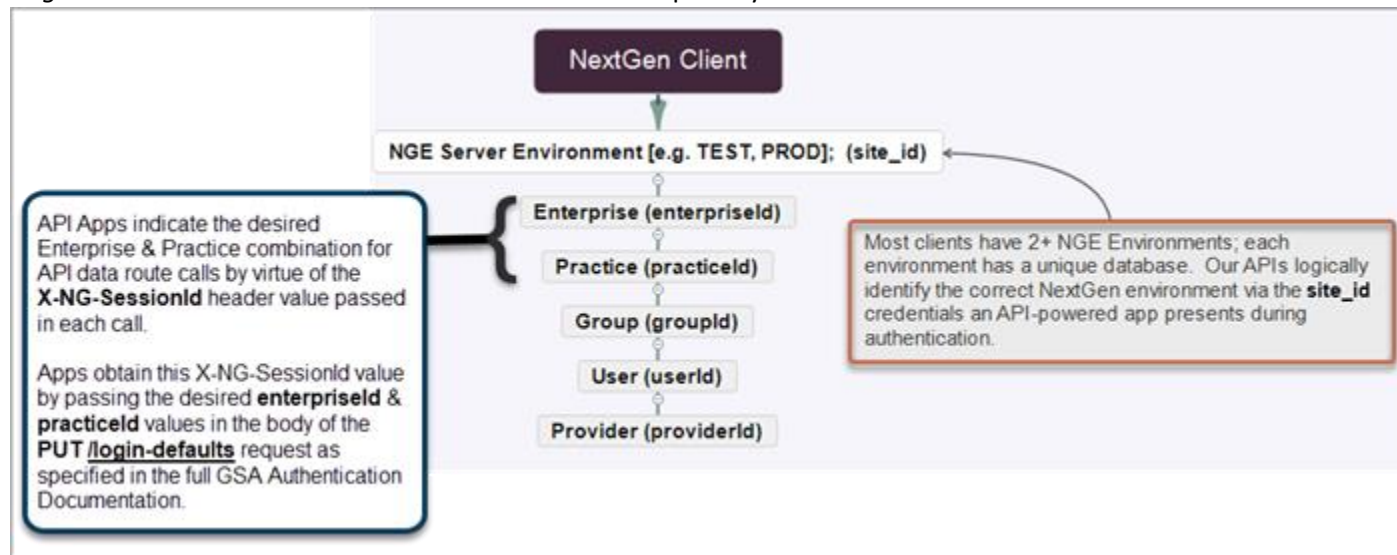 NextGen Client
NGE Server Environment [e.g. TEST, PROD]; (site_id)
Enterprise (enterpriseId)
Practice (practiceId)
Group (groupId)
User (userId)
Provider (providerId)
API Apps indicate the desired
Enterprise & Practice combination for
API data route calls by virtue of the
X-NG-SessionId header value passed
in each call.
Apps obtain this X-NG-SessionId value
by passing the desired enterpriseId &
practiceId values in the body of the
PUT /login-defaults request as
specified in the full GSA Authentication
Documentation.
Most clients have 2+ NGE Environments; each
environment has a unique database. Our APIs logically
identify the correct NextGen environment via the site_id
credentials an API-powered app presents during
authentication.